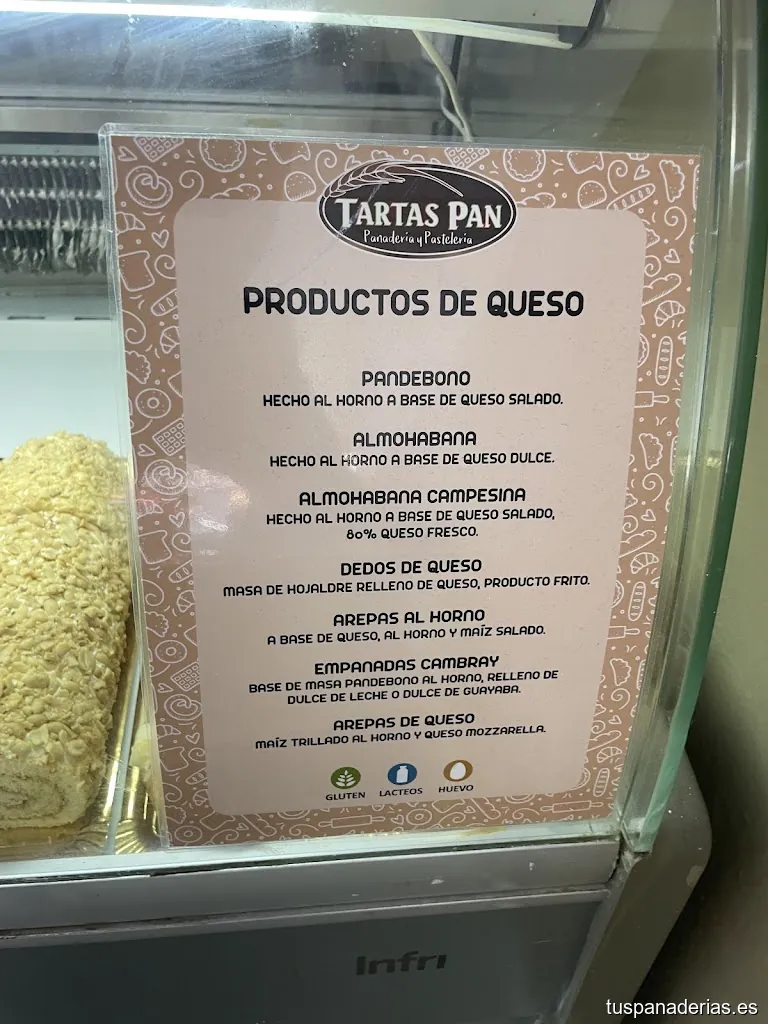 TARTAS PAN
Panadería y Pastelería
PRODUCTOS DE QUESO
PANDEBONO
HECHO AL HORNO A BASE DE QUESO SALADO.
ALMOHABANA
HECHO AL HORNO A BASE DE QUESO DULCE.
ALMOHABANA CAMPESINA
HECHO AL HORNO A BASE DE QUESO SALADO,
80% QUESO FRESCO.
DEDOS DE QUESO
MASA DE HOJALDRE RELLENO DE QUESO, PRODUCTO FRITO.
AREPAS AL HORNO
A BASE DE QUESO, AL HORNO Y MAÍZ SALADO.
EMPANADAS CAMBRAY
BASE DE MASA PANDEBONO AL HORNO, RELLENO DE
DULCE DE LECHE O DULCE DE GUAYABA.
AREPAS DE QUESO
MAÍZ TRILLADO AL HORNO Y QUESO MOZZARELLA.
GLUTEN LACTEOS HUEVO
Infri
tuspanaderias.es